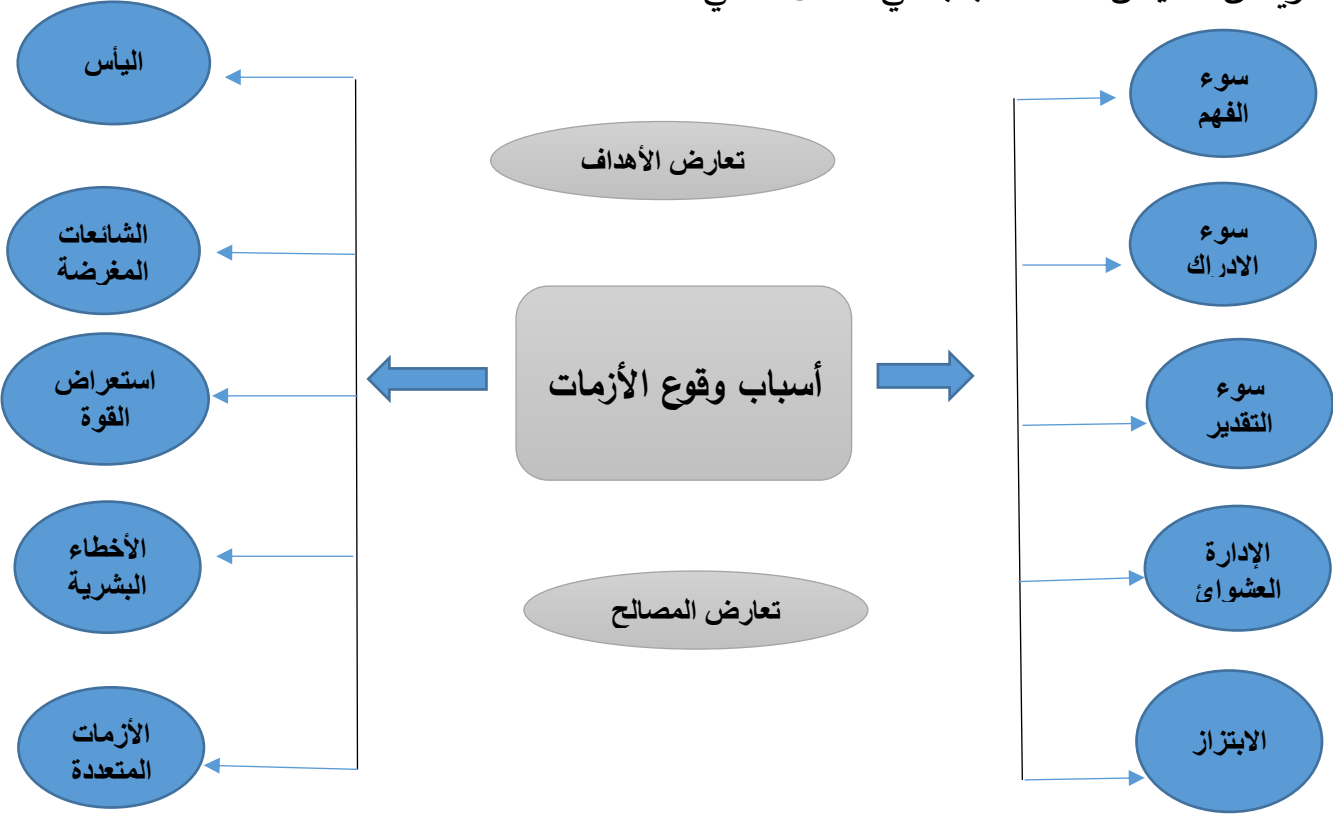 سوء
الفهم
سوء
الادراك
سوء
التقدير
الإدارة
العشوائ
الابتزاز
تعارض الأهداف
أسباب وقوع الأزمات
تعارض المصالح
اليأس
الشائعات
المغرضة
استعراض
القوة
الأخطاء
البشرية
الأزمات
المتعددة